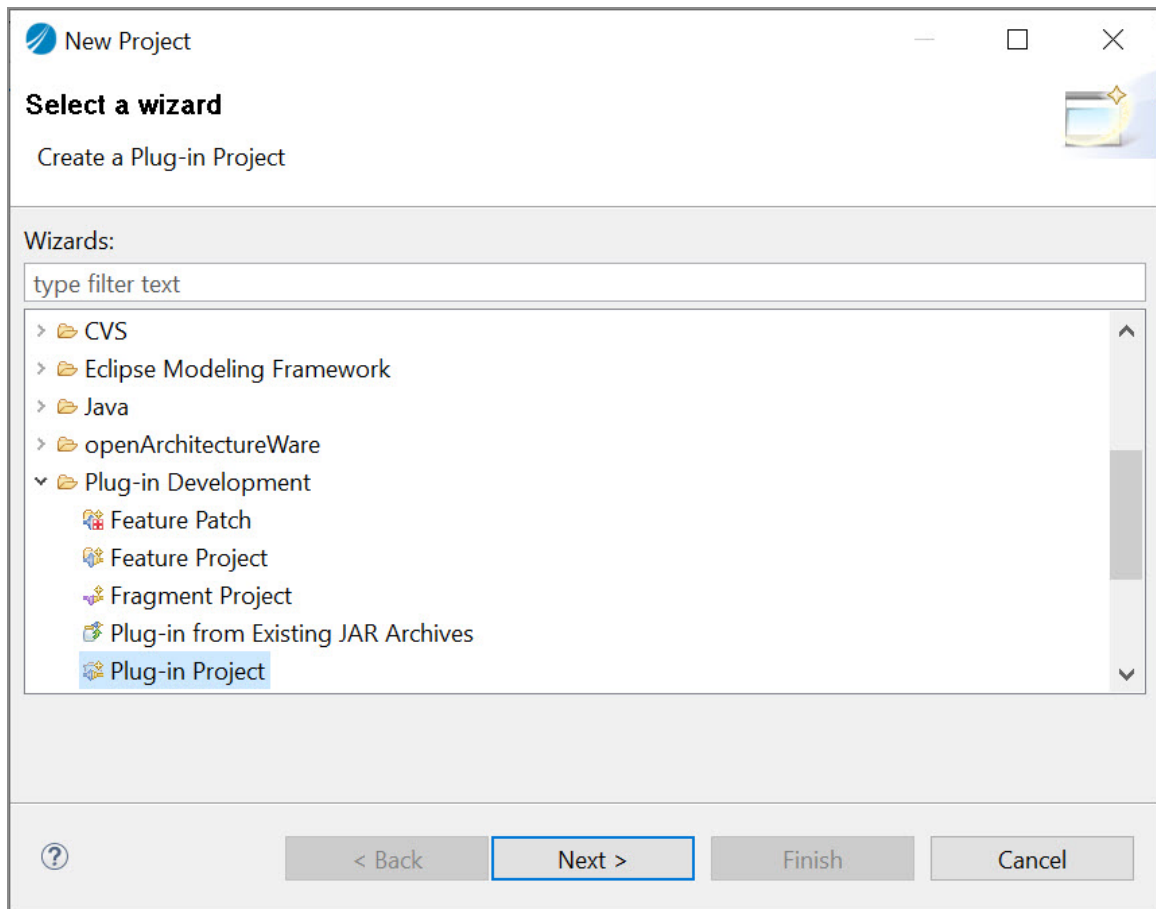 New Project
Select a wizard
Create a Plug-in Project
Wizards:
type filter text
CVS
Eclipse Modeling Framework
Java
openArchitectureWare
Plug-in Development
Feature Patch
Feature Project
Fragment Project
Plug-in from Existing JAR Archives
Plug-in Project
? < Back Next > Finish Cancel